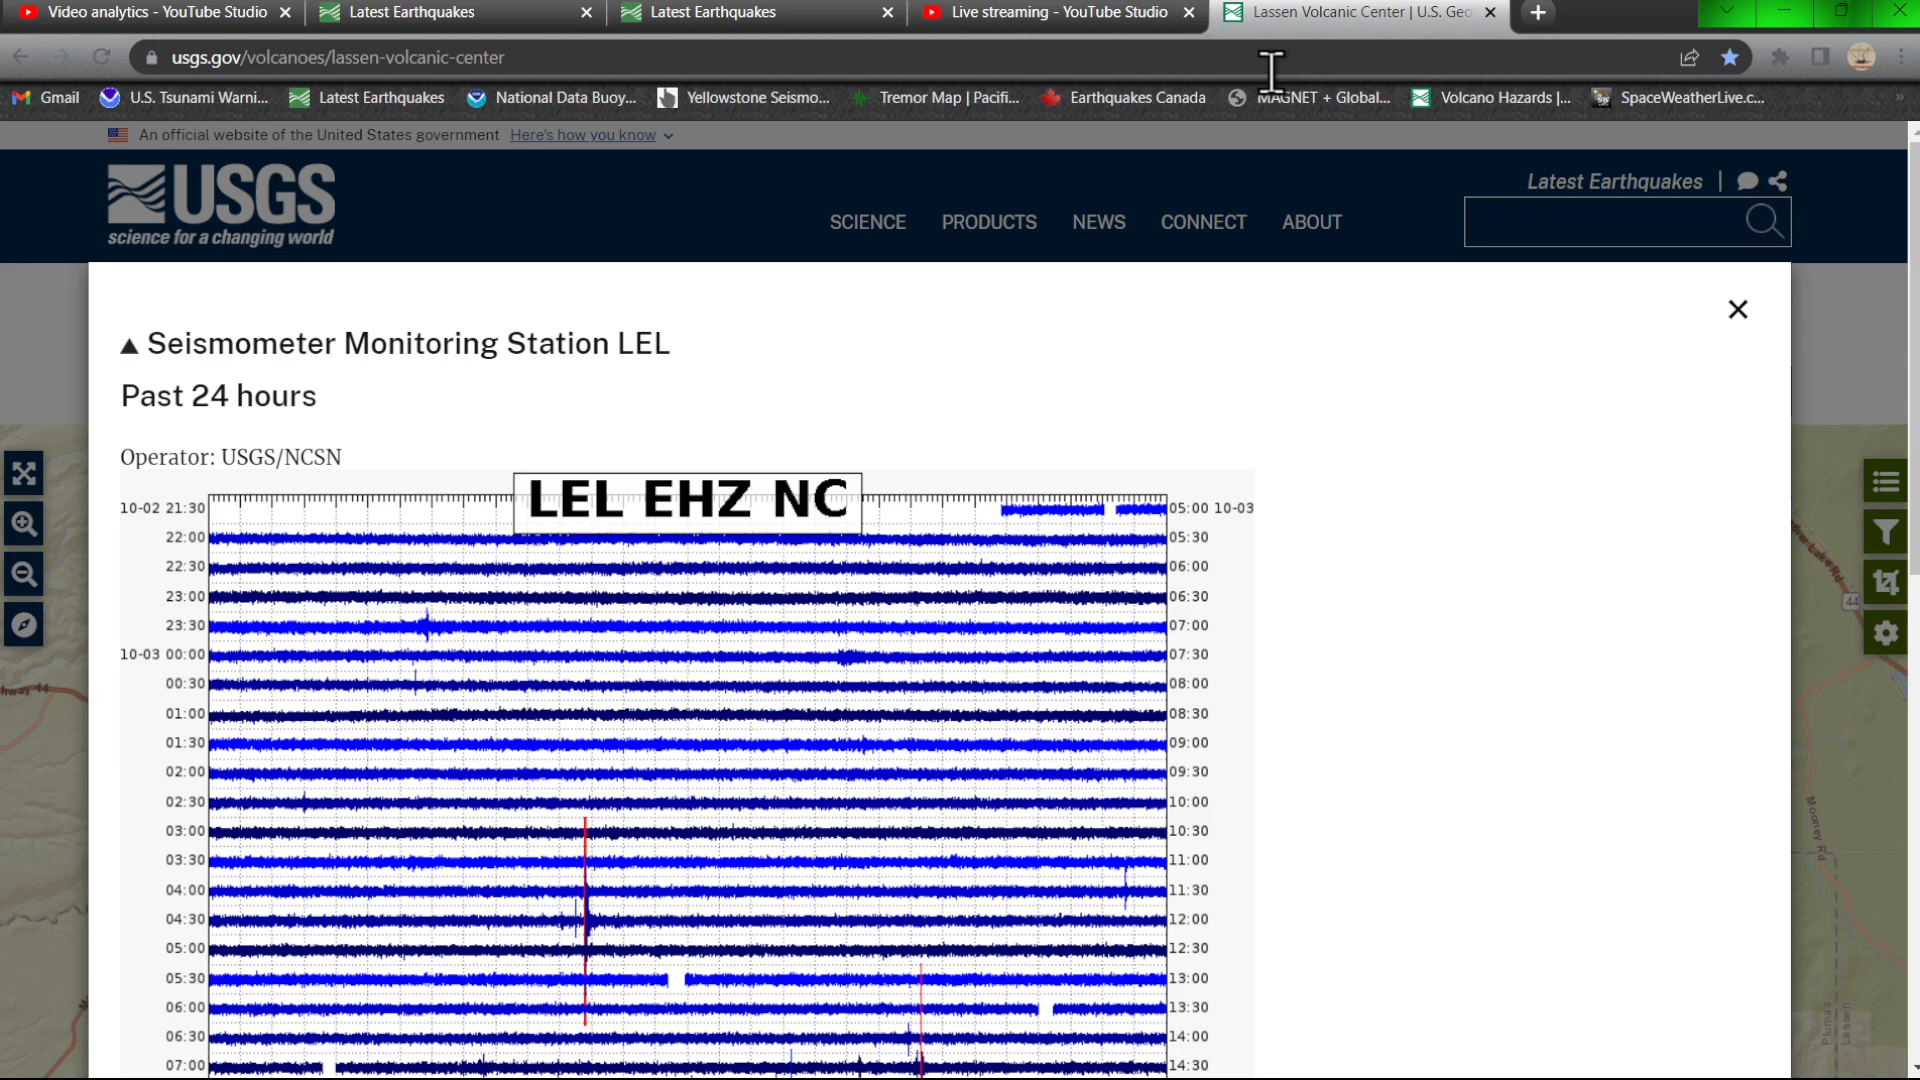 Video analytics - YouTube Studio
Latest Earthquakes
Latest Earthquakes
Live streaming - YouTube Studio
Lassen Volcanic Center | U.S. Geo
usgs.gov/volcanoes/lassen-volcanic-center
Gmail
U.S. Tsunami Warni...
Latest Earthquakes
National Data Buoy...
Yellowstone Seismo...
Tremor Map | Pacifi...
Earthquakes Canada
MAGNET + Global...
Volcano Hazards |...
SpaceWeatherLive.c...
An official website of the United States government Here's how you know
USGS
science for a changing world
Latest Earthquakes |
SCIENCE PRODUCTS NEWS CONNECT ABOUT
▲ Seismometer Monitoring Station LEL
Past 24 hours
Operator: USGS/NCSN
LEL EHZ NC
10-02 21:30 05:00 10-03
22:00 05:30
22:30 06:00
23:00 06:30
23:30 07:00
10-03 00:00 07:30
00:30 08:00
01:00 08:30
01:30 09:00
02:00 09:30
02:30 10:00
03:00 10:30
03:30 11:00
04:00 11:30
04:30 12:00
05:00 12:30
05:30 13:00
06:00 13:30
06:30 14:00
07:00 14:30
44
Mooney Rd
Plumas
Lassen